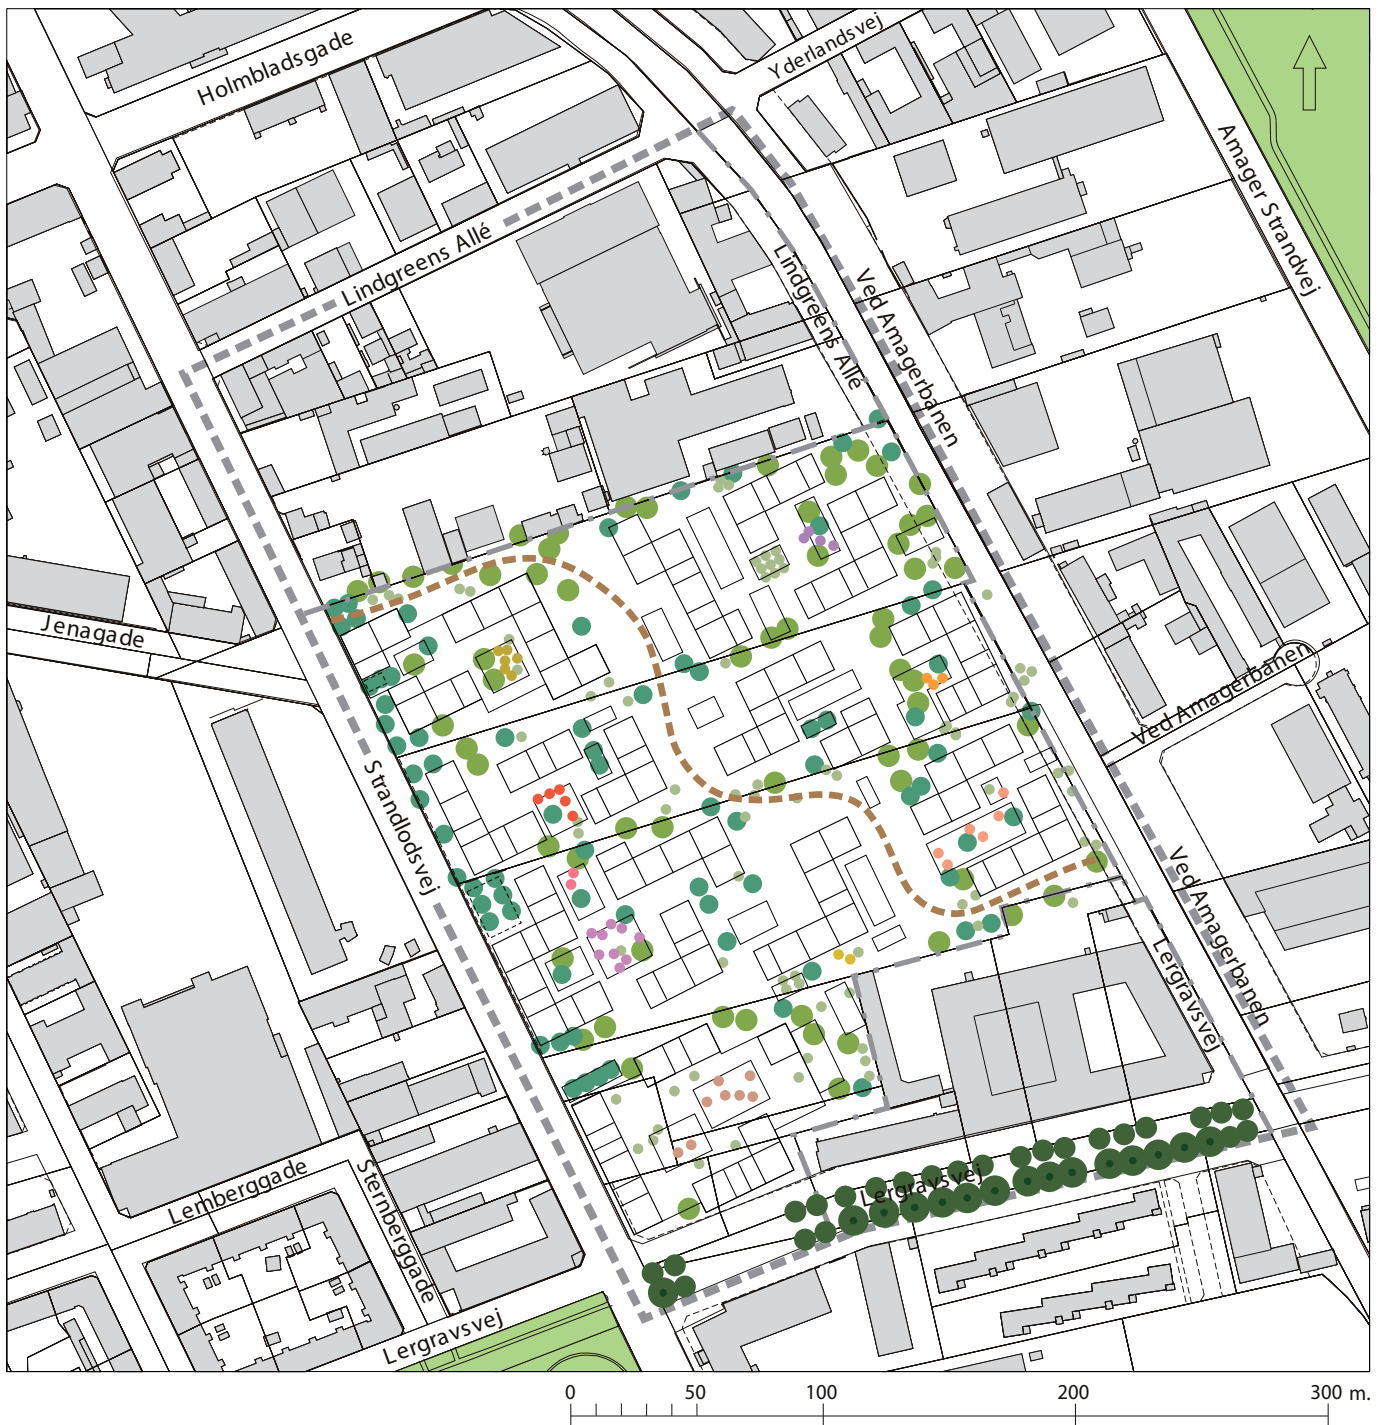 Holmbladsgade
Yderlandsvej
Amager Strandvej
Lindgreens Allé
Lindgreens Allé
Ved Amagerbanen
Jenagade
Ved Amagerbanen
Strandlodsvej
Ved Amagerbanen
Lergravsvej
Lergravsvej
Lemberggade
Sternberggade
Lergravsvej
0 50 100 200 300 m.